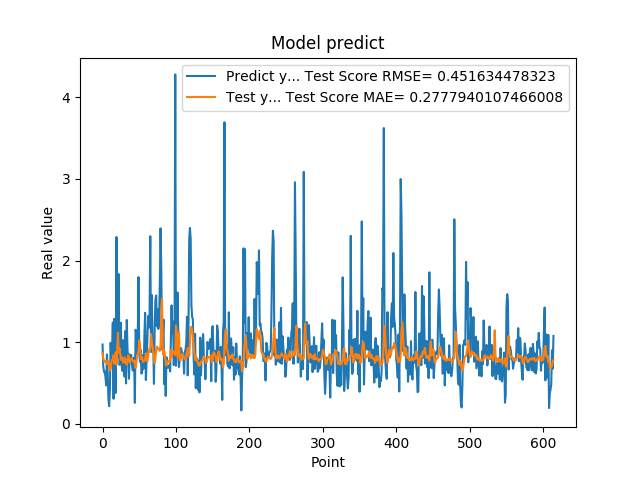 Model predict
Predict y... Test Score RMSE= 0.451634478323
Test y... Test Score MAE= 0.2777940107466008
Real value
4
3
2
1
0
0 100 200 300 400 500 600
Point